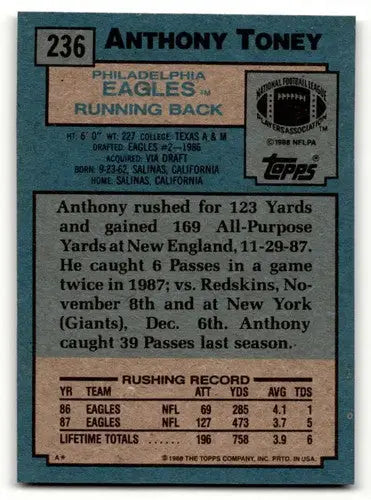 236 ANTHONY TONEY
PHILADELPHIA
EAGLES™
RUNNING BACK
NATIONAL FOOTBALL LEAGUE
PLAYERS ASSOCIATION
©1988 NFLPA
Topps®
HT: 6' 0" WT: 227 COLLEGE: TEXAS A & M
DRAFTED: EAGLES #2—1986
ACQUIRED: VIA DRAFT
BORN: 9-23-62, SALINAS, CALIFORNIA
HOME: SALINAS, CALIFORNIA
Anthony rushed for 123 Yards
and gained 169 All-Purpose
Yards at New England, 11-29-87.
He caught 6 Passes in a game
twice in 1987; vs. Redskins, No-
vember 8th and at New York
(Giants), Dec. 6th. Anthony
caught 39 Passes last season.
RUSHING RECORD
YR TEAM ATT YDS AVG TDS
86 EAGLES NFL 69 285 4.1 1
87 EAGLES NFL 127 473 3.7 5
LIFETIME TOTALS ..... 196 758 3.9 6
A* ©1988 THE TOPPS COMPANY, INC. PRTD. IN USA.